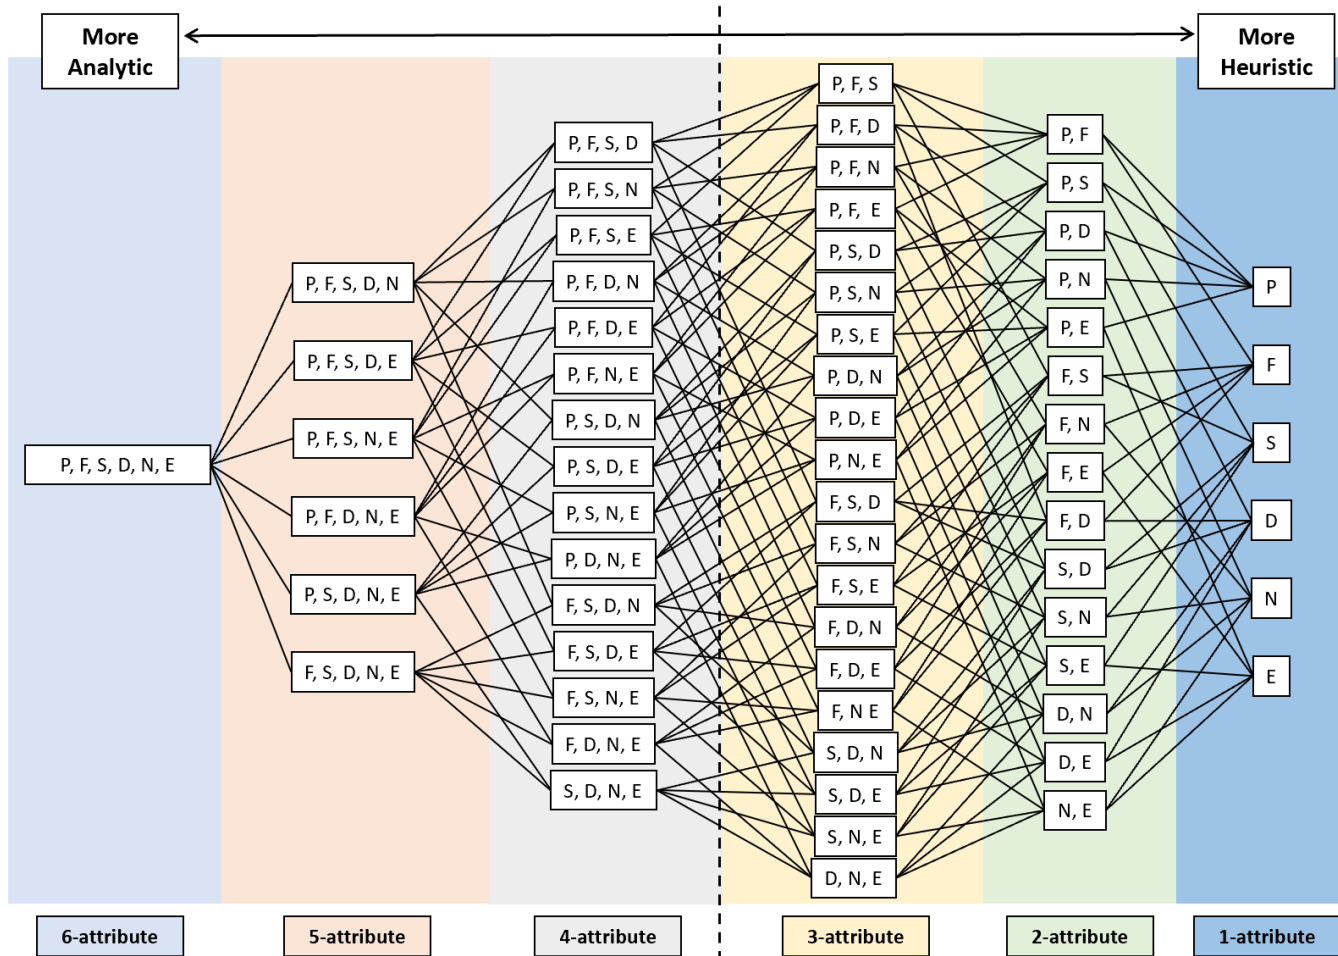 More
Analytic
More
Heuristic
P, F, S, D, N, E
P, F, S, D, N
P, F, S, D, E
P, F, S, N, E
P, F, D, N, E
P, S, D, N, E
F, S, D, N, E
P, F, S, D
P, F, S, N
P, F, S, E
P, F, D, N
P, F, D, E
P, F, N, E
P, S, D, N
P, S, D, E
P, S, N, E
P, D, N, E
F, S, D, N
F, S, D, E
F, S, N, E
F, D, N, E
S, D, N, E
P, F, S
P, F, D
P, F, N
P, F, E
P, S, D
P, S, N
P, S, E
P, D, N
P, D, E
P, N, E
F, S, D
F, S, N
F, S, E
F, D, N
F, D, E
F, N E
S, D, N
S, D, E
S, N, E
D, N, E
P, F
P, S
P, D
P, N
P, E
F, S
F, N
F, E
F, D
S, D
S, N
S, E
D, N
D, E
N, E
P
F
S
D
N
E
6-attribute
5-attribute
4-attribute
3-attribute
2-attribute
1-attribute